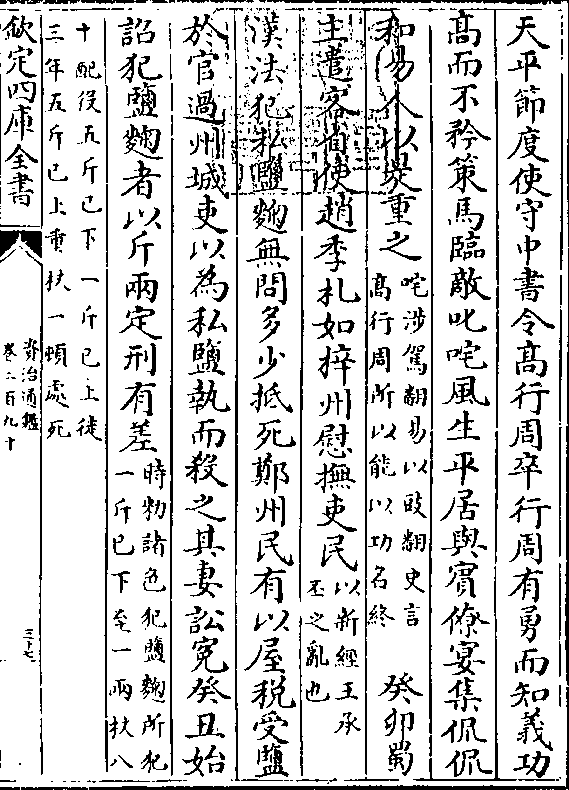 天平節度使守中書令高行周卒行周有勇而知義功
高而不矜策馬臨敵叱咤風生平居與賓僚宴集侃侃
和易人以是重之咤涉駕翻易以豉翻史言
高行周所以能以功名終癸卯蜀
主遣客省使趙季札如梓州慰撫吏民以新經王承
丕之亂也
漢法犯私鹽麴無問多少抵死鄭州民有以屋税受鹽
於官過州城吏以為私鹽執而殺之其妻訟冤癸丑始
詔犯鹽麴者以斤兩定刑有差時勑諸色犯鹽麴所犯
一斤已下至一兩杖八
十配役五斤已下一斤已上徒
三年五斤已上重杖一頓處死
欽定四庫全書
資治通鑑
卷二百九十
三十七